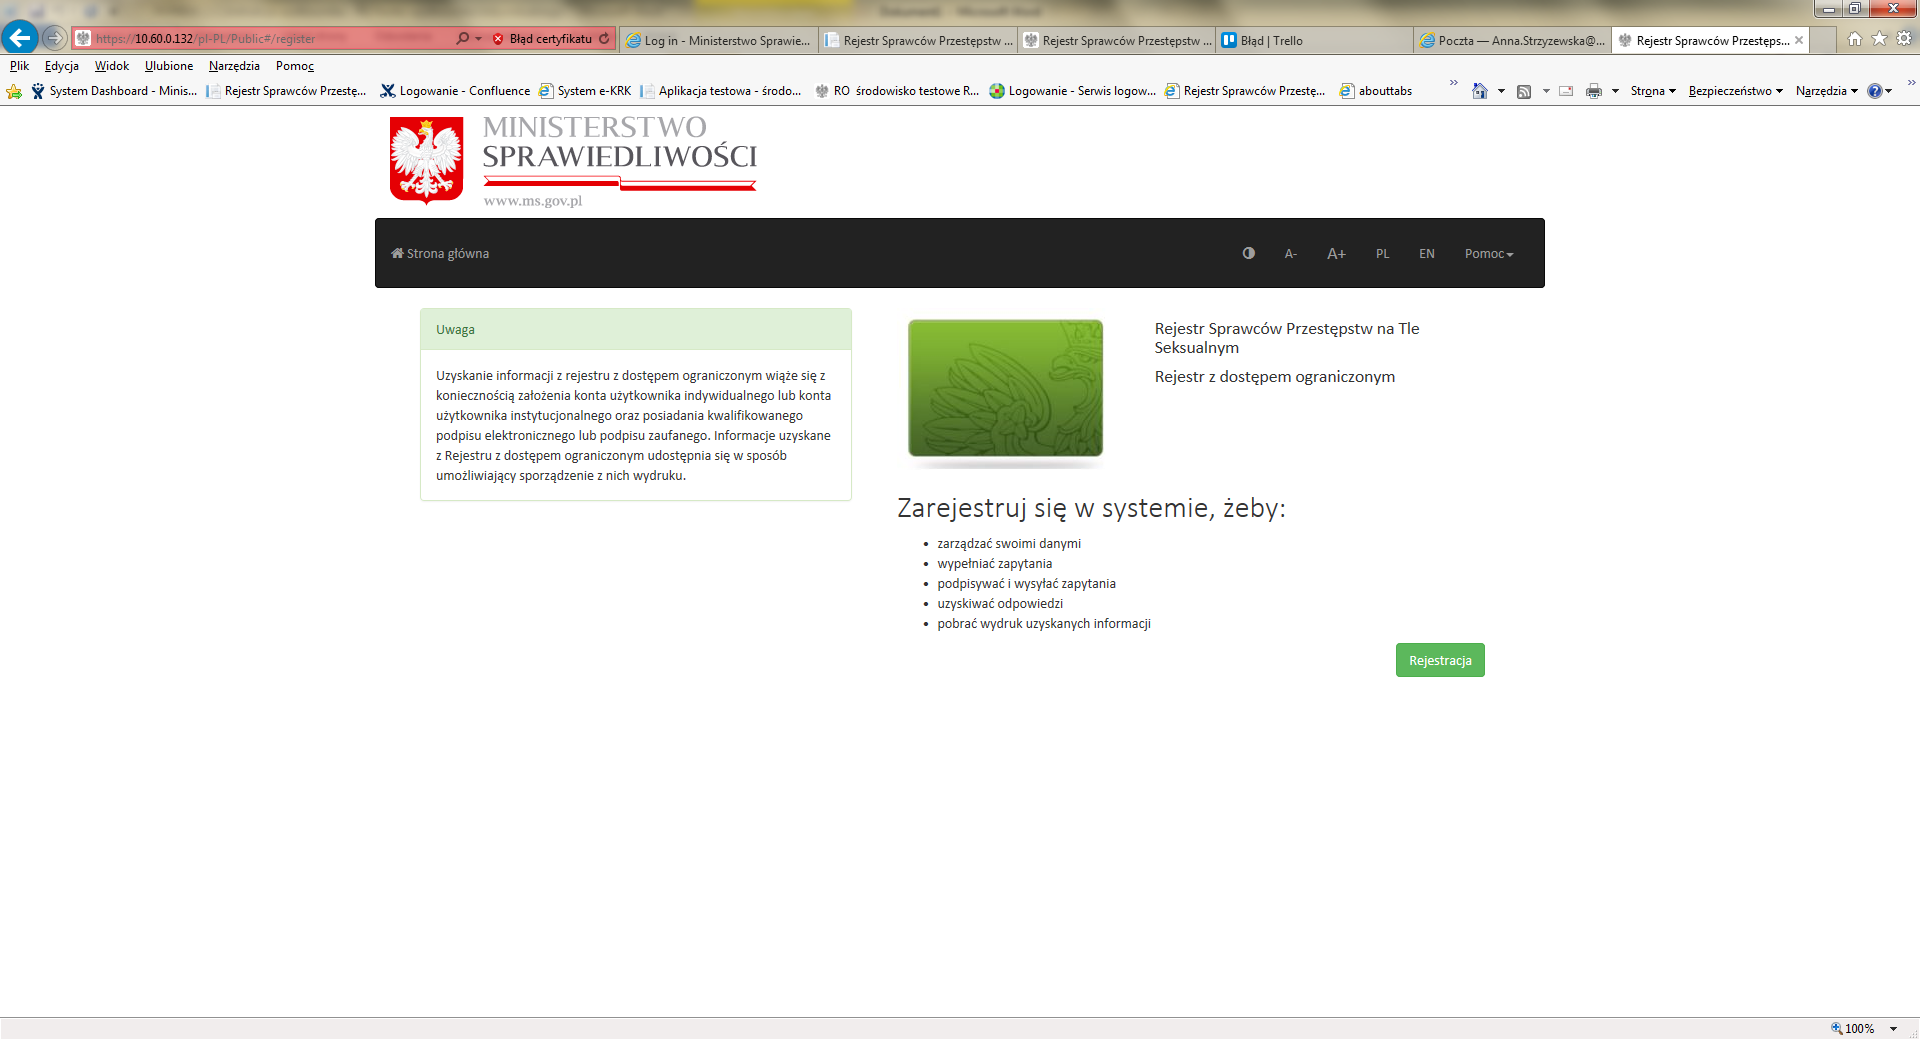 https://10.60.0.132/pl-PL/Public#/register
Błąd certyfikatu
Log in - Ministerstwo Sprawie...
Rejestr Sprawców Przestępstw ...
Rejestr Sprawców Przestępstw ...
Błąd | Trello
Poczta — Anna.Strzyzewska@...
Rejestr Sprawców Przestęps...
Plik Edycja Widok Ulubione Narzędzia Pomoc
System Dashboard - Minis...
Rejestr Sprawców Przestę...
Logowanie - Confluence
System e-KRK
Aplikacja testowa - środo...
RO środowisko testowe R...
Logowanie - Serwis logow...
Rejestr Sprawców Przestę...
abouttabs
Strona
Bezpieczeństwo
Narzędzia
MINISTERSTWO
SPRAWIEDLIWOŚCI
www.ms.gov.pl
Strona główna
A- A+ PL EN Pomoc
Uwaga
Uzyskanie informacji z rejestru z dostępem ograniczonym wiąże się z
koniecznością założenia konta użytkownika indywidualnego lub konta
użytkownika instytucjonalnego oraz posiadania kwalifikowanego
podpisu elektronicznego lub podpisu zaufanego. Informacje uzyskane
z Rejestru z dostępem ograniczonym udostępnia się w sposób
umożliwiający sporządzenie z nich wydruku.
Rejestr Sprawców Przestępstw na Tle
Seksualnym
Rejestr z dostępem ograniczonym
Zarejestruj się w systemie, żeby:
zarządzać swoimi danymi
wypełniać zapytania
podpisywać i wysyłać zapytania
uzyskiwać odpowiedzi
pobrać wydruk uzyskanych informacji
Rejestracja
100%